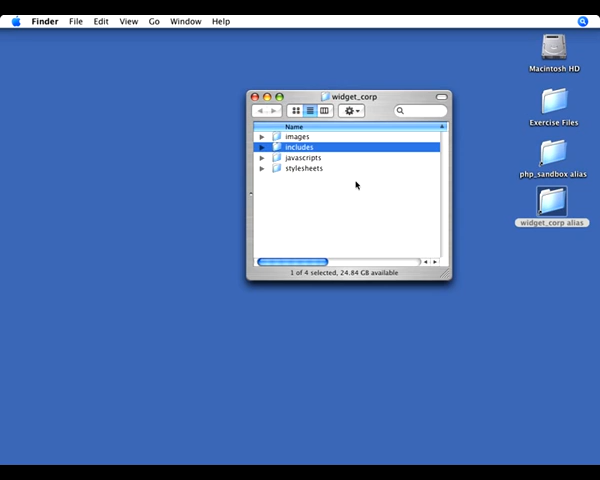 Finder File Edit View Go Window Help
Macintosh HD
Exercise Files
php_sandbox alias
widget_corp alias
widget_corp
Name
images
includes
javascripts
stylesheets
1 of 4 selected, 24.84 GB available